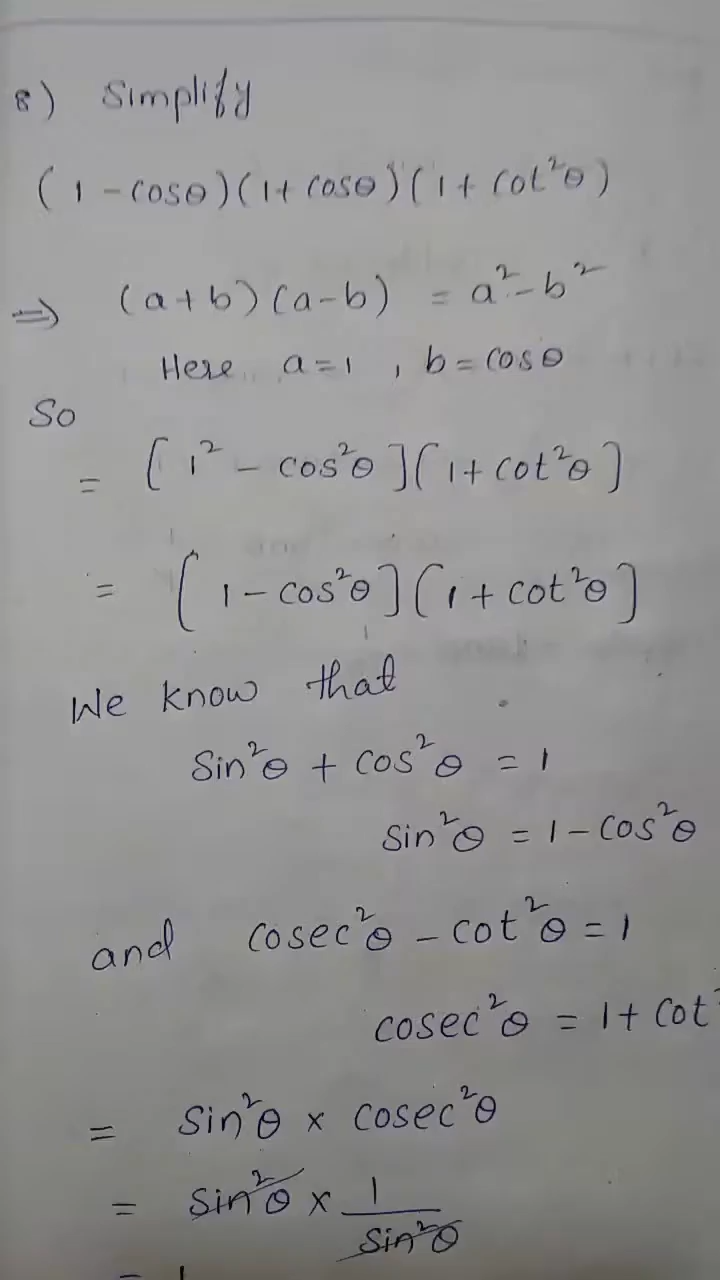 8) Simplify
(1 - cosθ)(1 + cosθ)(1 + cot²θ)
⇒ (a+b)(a-b) = a² - b²
Here a=1, b = cosθ
So
= [1² - cos²θ][1 + cot²θ]
= [1 - cos²θ][1 + cot²θ]
We know that
Sin²θ + cos²θ = 1
Sin²θ = 1 - cos²θ
and cosec²θ - cot²θ = 1
cosec²θ = 1 + cot
= Sin²θ × cosec²θ
= Sin²θ × 1/Sin²θ